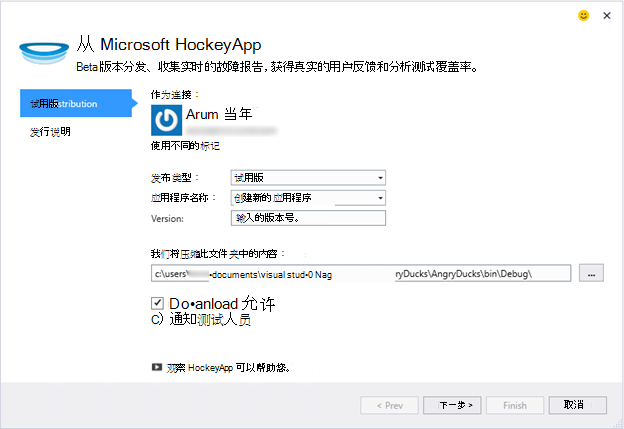 从 Microsoft HockeyApp
Beta版本分发、收集实时的故障报告，获得真实的用户反馈和分析测试覆盖率。
试用版stribution
发行说明
作为连接：
Arum 当年
使用不同的标记
发布类型： 试用版
应用程序名称： 创建新的应用程序
Version: 输入的版本号。
我们将压缩此文件夹中的内容：
c:\users\ -documents\visual stud-0 Nag ryDucks\AngryDucks\bin\Debug\ ...
Do•anload 允许
C) 通知测试人员
观察 HockeyApp 可以帮助您。
< Prev 下一步 > Finish 取消